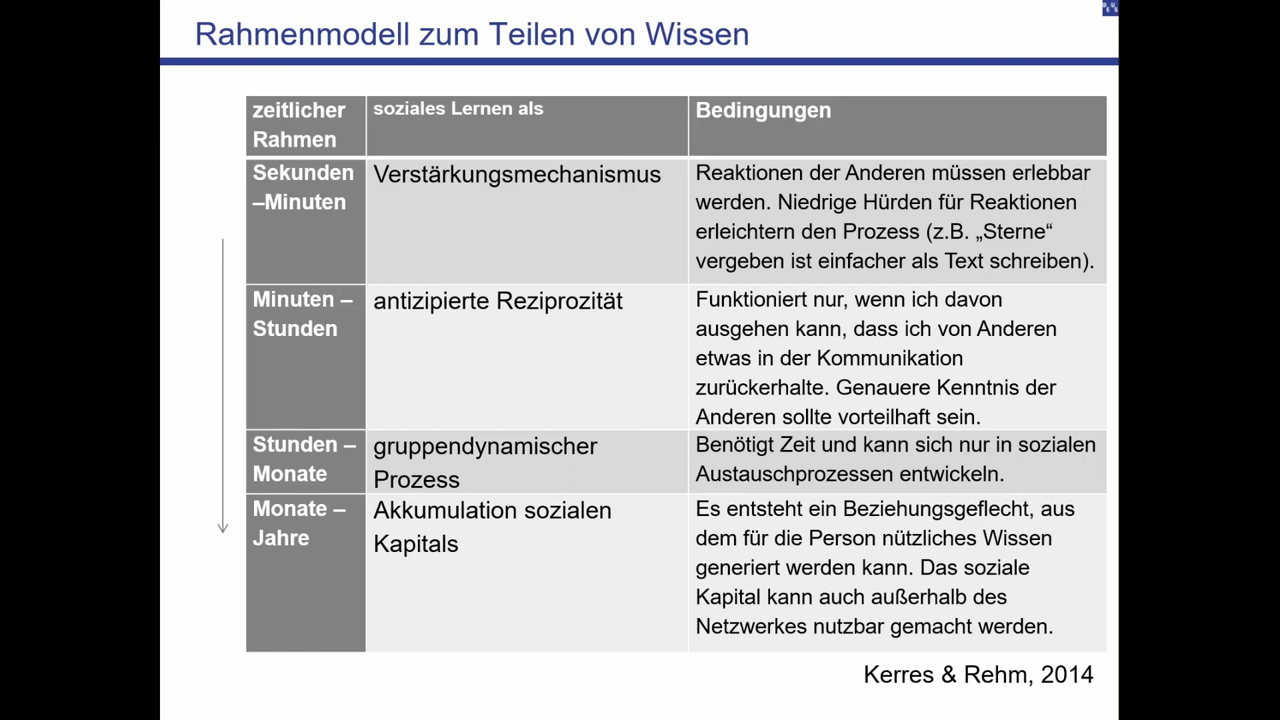 Rahmenmodell zum Teilen von Wissen
zeitlicher
Rahmen
soziales Lernen als
Bedingungen
Sekunden
–Minuten
Verstärkungsmechanismus
Reaktionen der Anderen müssen erlebbar
werden. Niedrige Hürden für Reaktionen
erleichtern den Prozess (z.B. „Sterne“
vergeben ist einfacher als Text schreiben).
Minuten –
Stunden
antizipierte Reziprozität
Funktioniert nur, wenn ich davon
ausgehen kann, dass ich von Anderen
etwas in der Kommunikation
zurückerhalte. Genauere Kenntnis der
Anderen sollte vorteilhaft sein.
Stunden –
Monate
gruppendynamischer
Prozess
Benötigt Zeit und kann sich nur in sozialen
Austauschprozessen entwickeln.
Monate –
Jahre
Akkumulation sozialen
Kapitals
Es entsteht ein Beziehungsgeflecht, aus
dem für die Person nützliches Wissen
generiert werden kann. Das soziale
Kapital kann auch außerhalb des
Netzwerkes nutzbar gemacht werden.
Kerres & Rehm, 2014